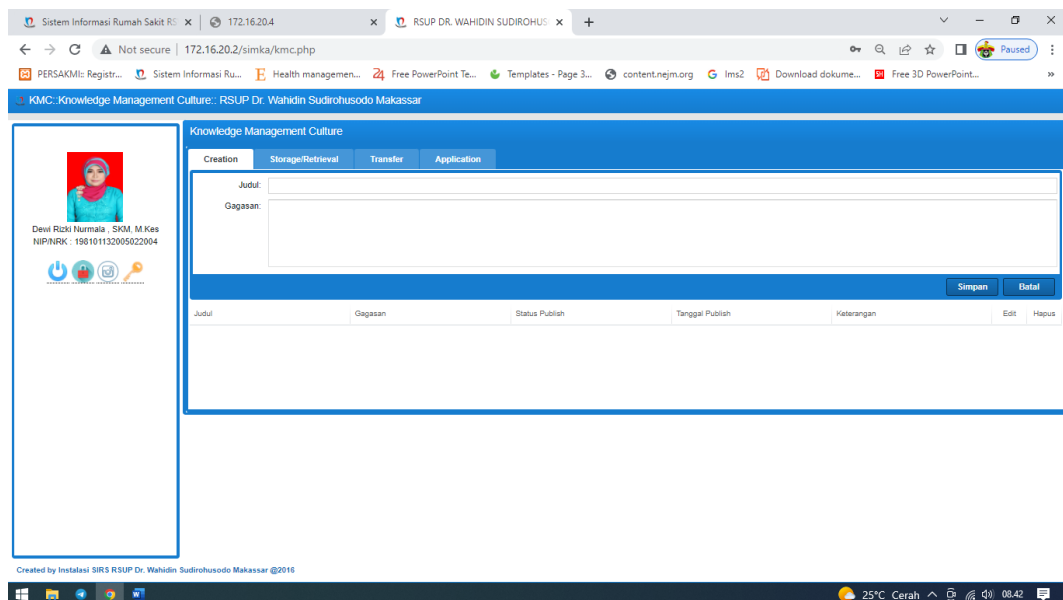 Sistem Informasi Rumah Sakit RS
172.16.20.4
RSUP DR. WAHIDIN SUDIROHUS
Not secure
172.16.20.2/simka/kmc.php
Paused
PERSAKMI:: Registr...
Sistem Informasi Ru...
Health managemen...
Free PowerPoint Te...
Templates - Page 3...
content.nejm.org
lms2
Download dokume...
Free 3D PowerPoint...
KMC::Knowledge Management Culture:: RSUP Dr. Wahidin Sudirohusodo Makassar
Dewi Rizki Nurmala , SKM, M.Kes
NIP/NRK : 198101132005022004
Knowledge Management Culture
Creation Storage/Retrieval Transfer Application
Judul:
Gagasan:
Simpan Batal
Judul Gagasan Status Publish Tanggal Publish Keterangan Edit Hapus
Created by Instalasi SIRS RSUP Dr. Wahidin Sudirohusodo Makassar @2016
25°C Cerah 08.42